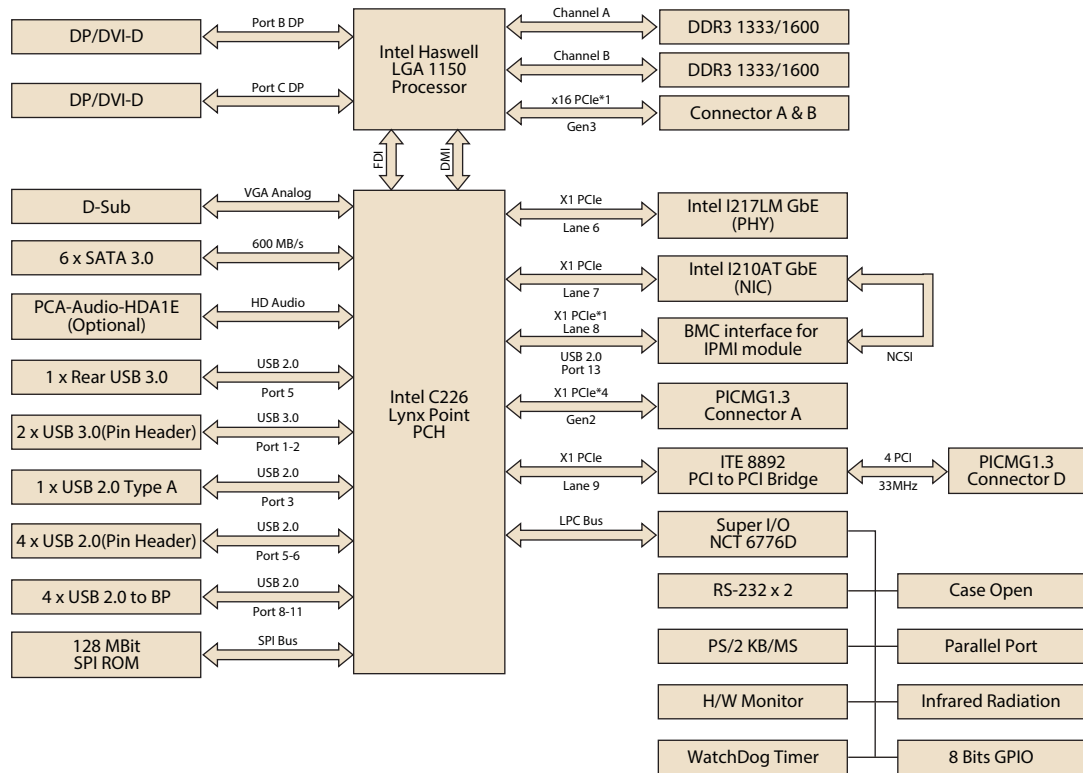 DP/DVI-D
Port B DP
DP/DVI-D
Port C DP
Intel Haswell
LGA 1150
Processor
Channel A
DDR3 1333/1600
Channel B
DDR3 1333/1600
x16 PCIe*1
Gen3
Connector A & B
FDI
DMI
D-Sub
VGA Analog
6 x SATA 3.0
600 MB/s
PCA-Audio-HDA1E
(Optional)
HD Audio
1 x Rear USB 3.0
USB 2.0
Port 5
2 x USB 3.0(Pin Header)
USB 3.0
Port 1-2
1 x USB 2.0 Type A
USB 2.0
Port 3
4 x USB 2.0(Pin Header)
USB 2.0
Port 5-6
4 x USB 2.0 to BP
USB 2.0
Port 8-11
128 MBit
SPI ROM
SPI Bus
Intel C226
Lynx Point
PCH
X1 PCIe
Lane 6
Intel I217LM GbE
(PHY)
X1 PCIe
Lane 7
Intel I210AT GbE
(NIC)
X1 PCIe*1
Lane 8
USB 2.0
Port 13
BMC interface for
IPMI module
NCSI
X1 PCIe*4
Gen2
PICMG1.3
Connector A
X1 PCIe
Lane 9
ITE 8892
PCI to PCI Bridge
4 PCI
33MHz
PICMG1.3
Connector D
LPC Bus
Super I/O
NCT 6776D
RS-232 x 2
Case Open
PS/2 KB/MS
Parallel Port
H/W Monitor
Infrared Radiation
WatchDog Timer
8 Bits GPIO